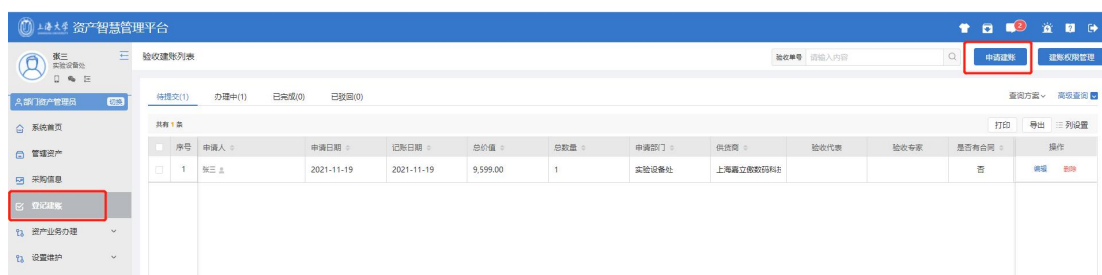 上海大学 资产智慧管理平台
2
张三
实验设备处
验收建账列表
验收单号 请输入内容
申请建账
建账权限管理
部门资产管理员 切换
待提交(1) 办理中(1) 已完成(0) 已驳回(0)
查询方案 高级查询
系统首页
共有 1 条
打印 导出 列设置
管辖资产
序号 申请人 申请日期 记账日期 总价值 总数量 申请部门 供货商 验收代表 验收专家 是否有合同 操作
1 张三 2021-11-19 2021-11-19 9,599.00 1 实验设备处 上海嘉立傲数码科技 否 编辑 删除
采购信息
登记建账
资产业务办理
设置维护